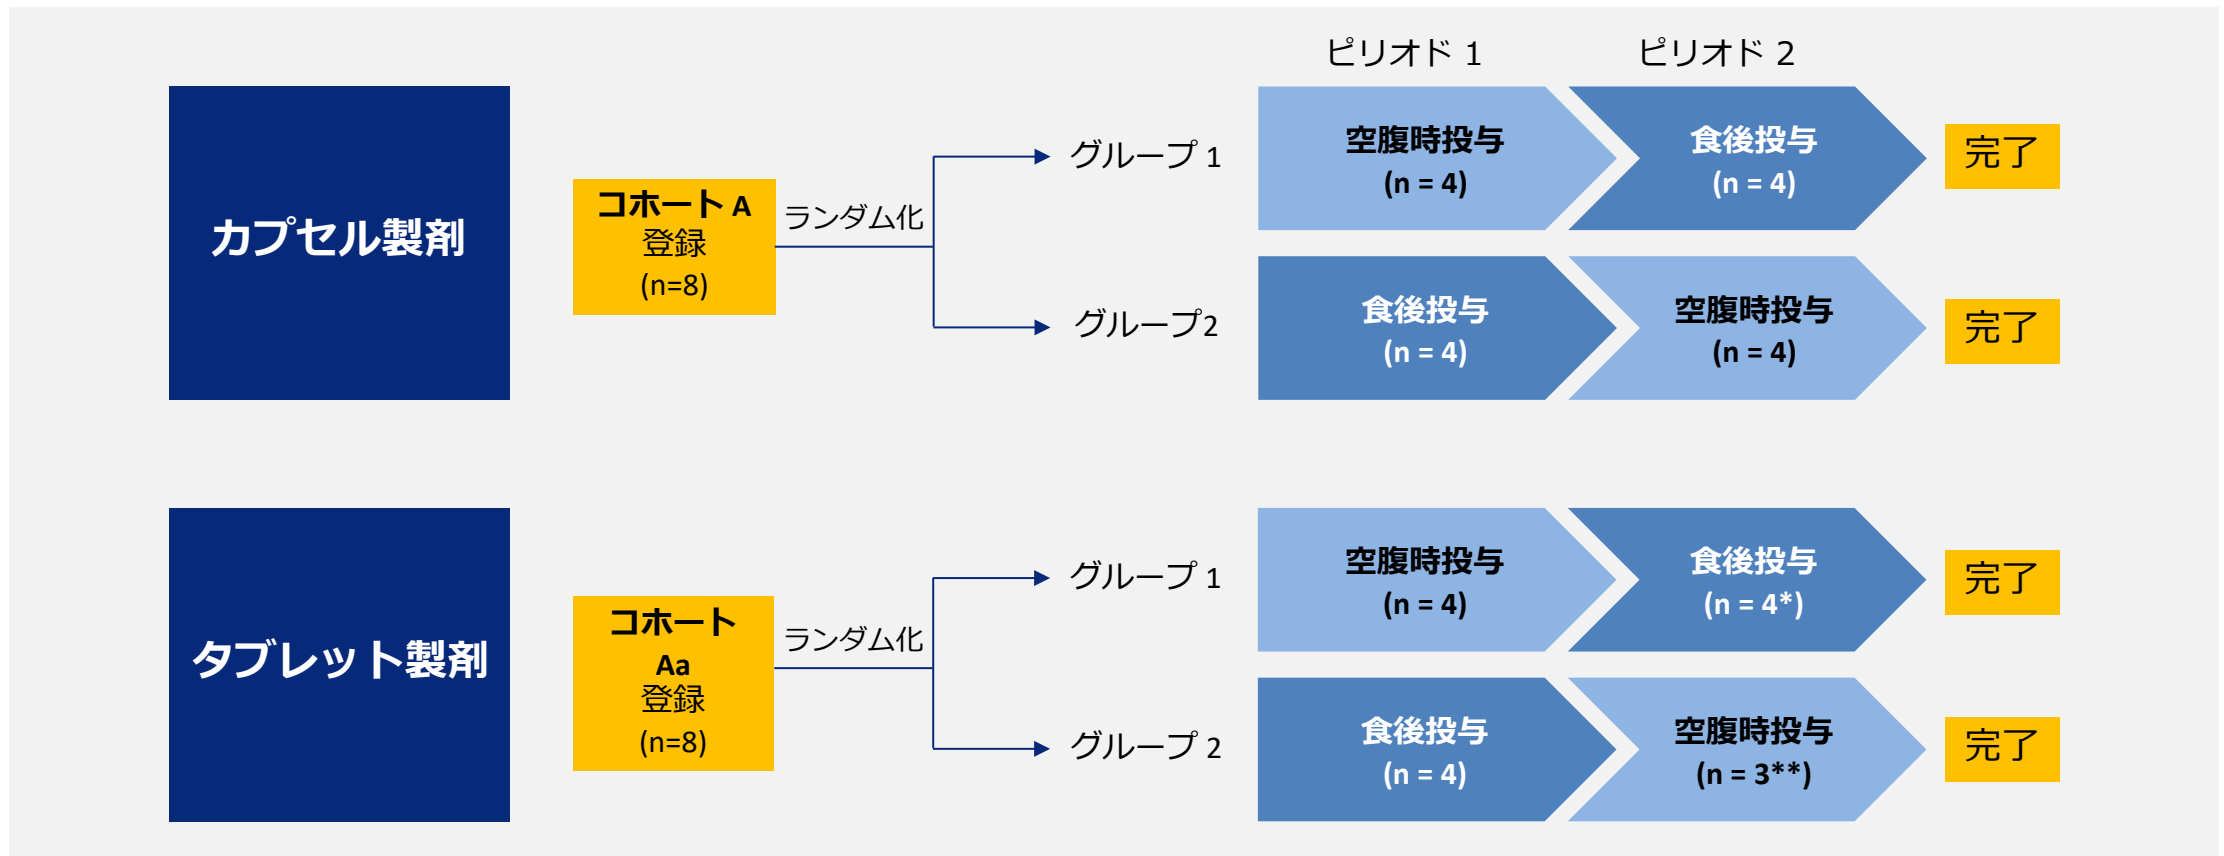 ピリオド 1
ピリオド 2
カプセル製剤
コホート A
登録
(n=8)
ランダム化
グループ 1
空腹時投与
(n = 4)
食後投与
(n = 4)
完了
グループ2
食後投与
(n = 4)
空腹時投与
(n = 4)
完了
タブレット製剤
コホート
Aa
登録
(n=8)
ランダム化
グループ 1
空腹時投与
(n = 4)
食後投与
(n = 4*)
完了
グループ 2
食後投与
(n = 4)
空腹時投与
(n = 3**)
完了